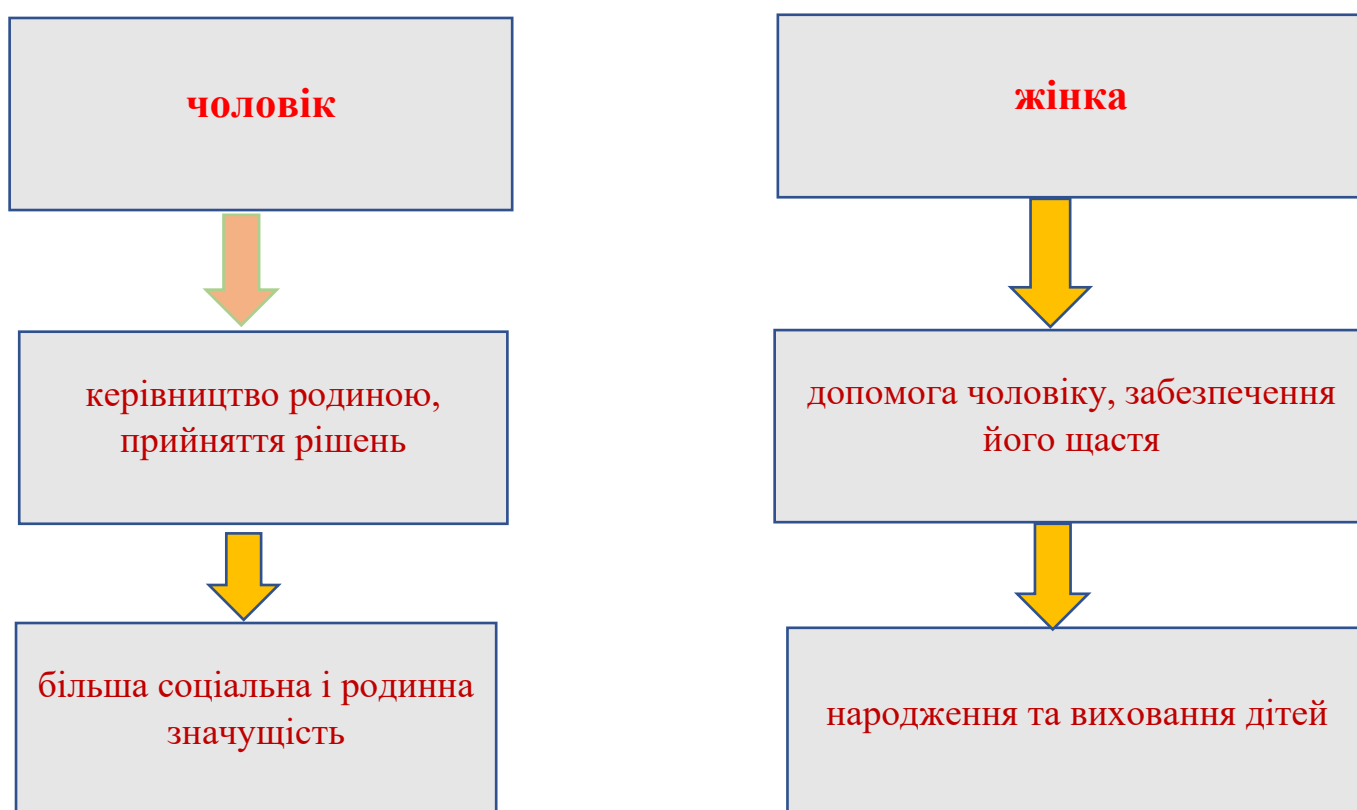 чоловік
жінка
керівництво родиною,
прийняття рішень
допомога чоловіку, забезпечення
його щастя
більша соціальна і родинна
значущість
народження та виховання дітей